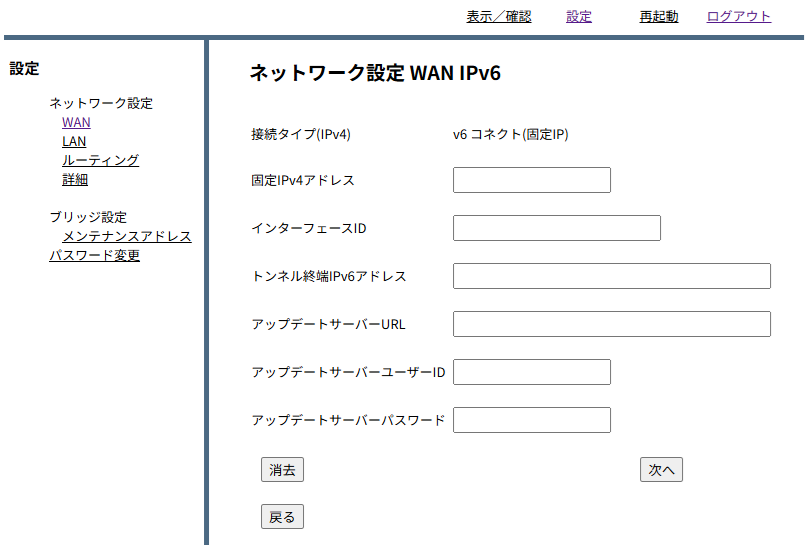 表示／確認 設定 再起動 ログアウト
設定
ネットワーク設定
WAN
LAN
ルーティング
詳細
ブリッジ設定
メンテナンスアドレス
パスワード変更
ネットワーク設定 WAN IPv6
接続タイプ(IPv4) v6 コネクト(固定IP)
固定IPv4アドレス
インターフェースID
トンネル終端IPv6アドレス
アップデートサーバーURL
アップデートサーバーユーザーID
アップデートサーバーパスワード
消去 次へ
戻る